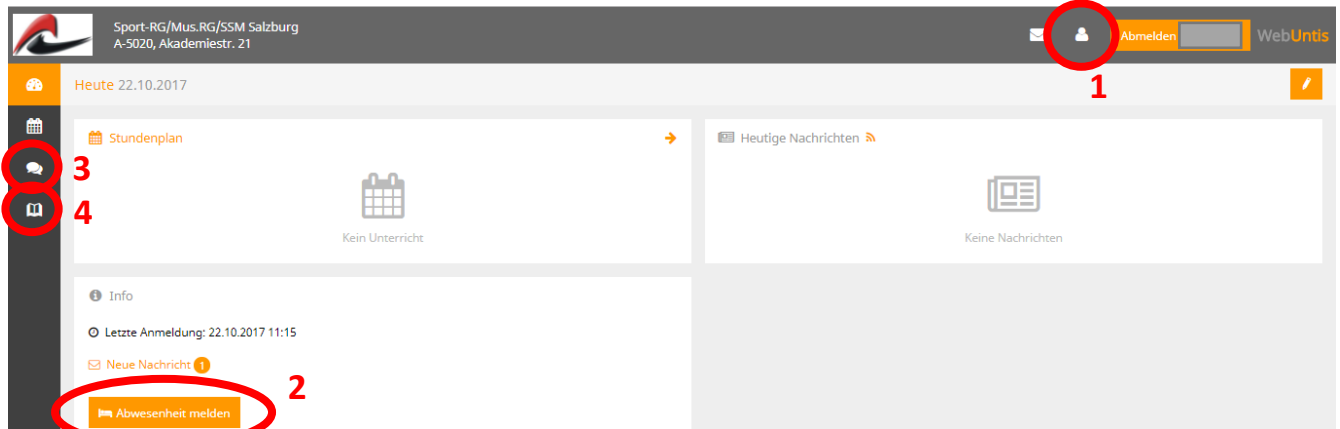 Sport-RG/Mus.RG/SSM Salzburg
A-5020, Akademiestr. 21
Abmelden
WebUntis
1
Heute 22.10.2017
Stundenplan
Heutige Nachrichten
3
4
Kein Unterricht
Keine Nachrichten
Info
Letzte Anmeldung: 22.10.2017 11:15
Neue Nachricht 1
2
Abwesenheit melden